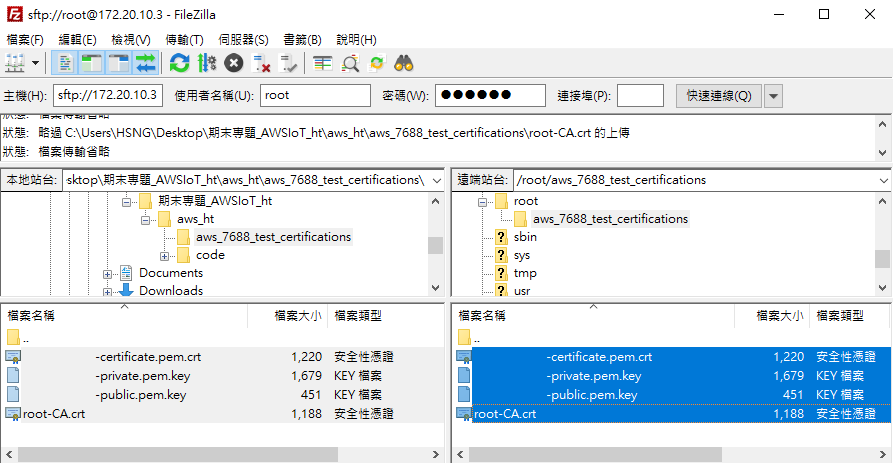 sftp://root@172.20.10.3 - FileZilla
檔案(F) 編輯(E) 檢視(V) 傳輸(T) 伺服器(S) 書籤(B) 說明(H)
主機(H): sftp://172.20.10.3 使用者名稱(U): root 密碼(W): ●●●●●● 連接埠(P): 快速連線(Q)
狀態: 檔案傳輸省略
狀態: 略過 C:\Users\HSNG\Desktop\期末專題_AWSIoT_ht\aws_ht\aws_7688_test_certifications\root-CA.crt 的上傳
狀態: 檔案傳輸省略
本地站台: sktop\期末專題_AWSIoT_ht\aws_ht\aws_7688_test_certifications\
期末專題_AWSIoT_ht
aws_ht
aws_7688_test_certifications
code
Documents
Downloads
檔案名稱 檔案大小 檔案類型
..
-certificate.pem.crt 1,220 安全性憑證
-private.pem.key 1,679 KEY 檔案
-public.pem.key 451 KEY 檔案
root-CA.crt 1,188 安全性憑證
遠端站台: /root/aws_7688_test_certifications
root
aws_7688_test_certifications
sbin
sys
tmp
usr
檔案名稱 檔案大小 檔案類型
..
-certificate.pem.crt 1,220 安全性憑證
-private.pem.key 1,679 KEY 檔案
-public.pem.key 451 KEY 檔案
root-CA.crt 1,188 安全性憑證